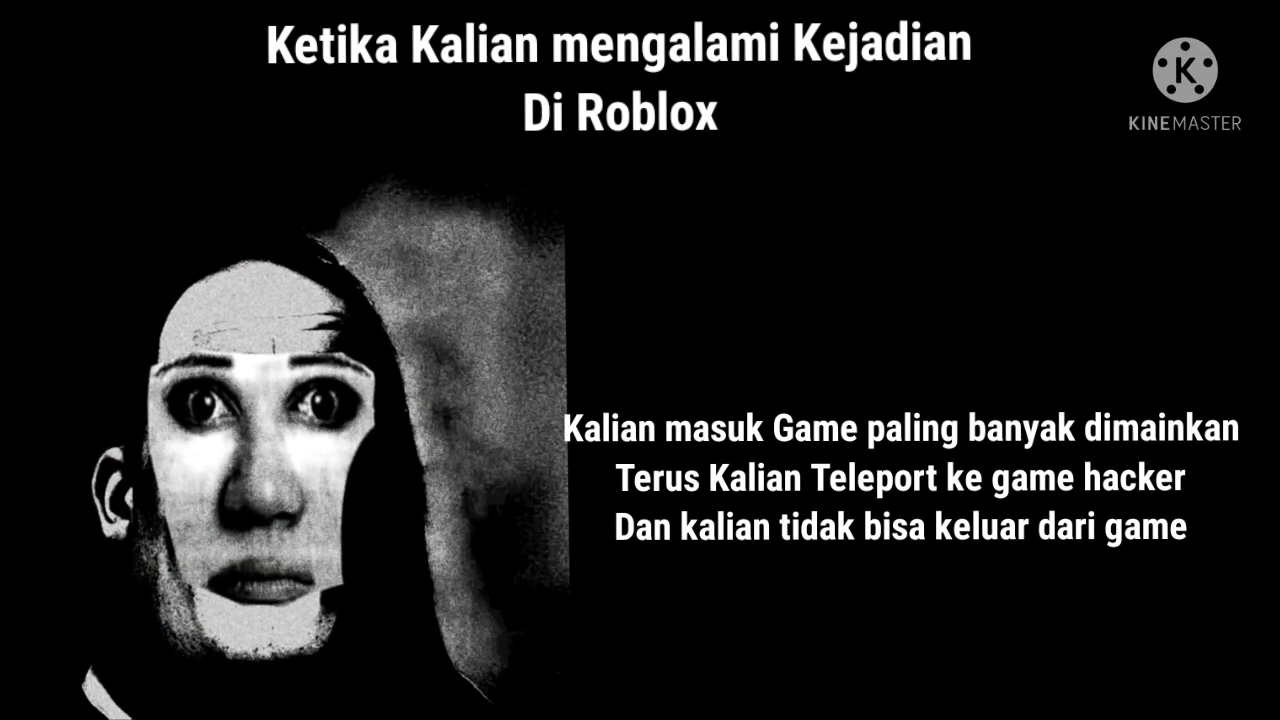 Ketika Kalian mengalami Kejadian
Di Roblox
K
KINEMASTER
Kalian masuk Game paling banyak dimainkan
Terus Kalian Teleport ke game hacker
Dan kalian tidak bisa keluar dari game